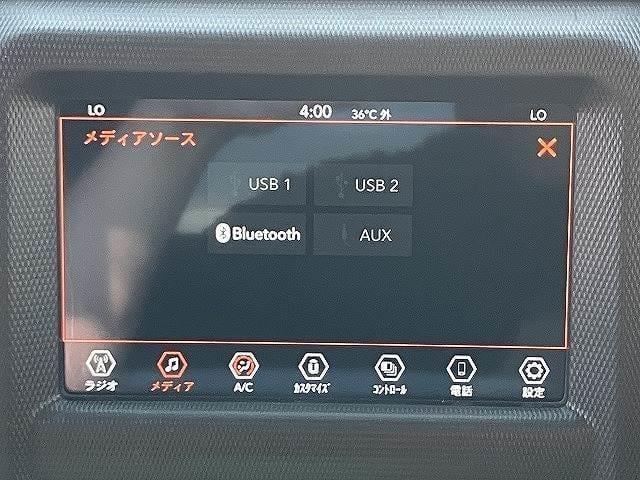 LO 4:00 36°C 外 LO
メディアソース
USB 1 USB 2
Bluetooth AUX
ラジオ メディア A/C カスタマイズ コントロール 電話 設定